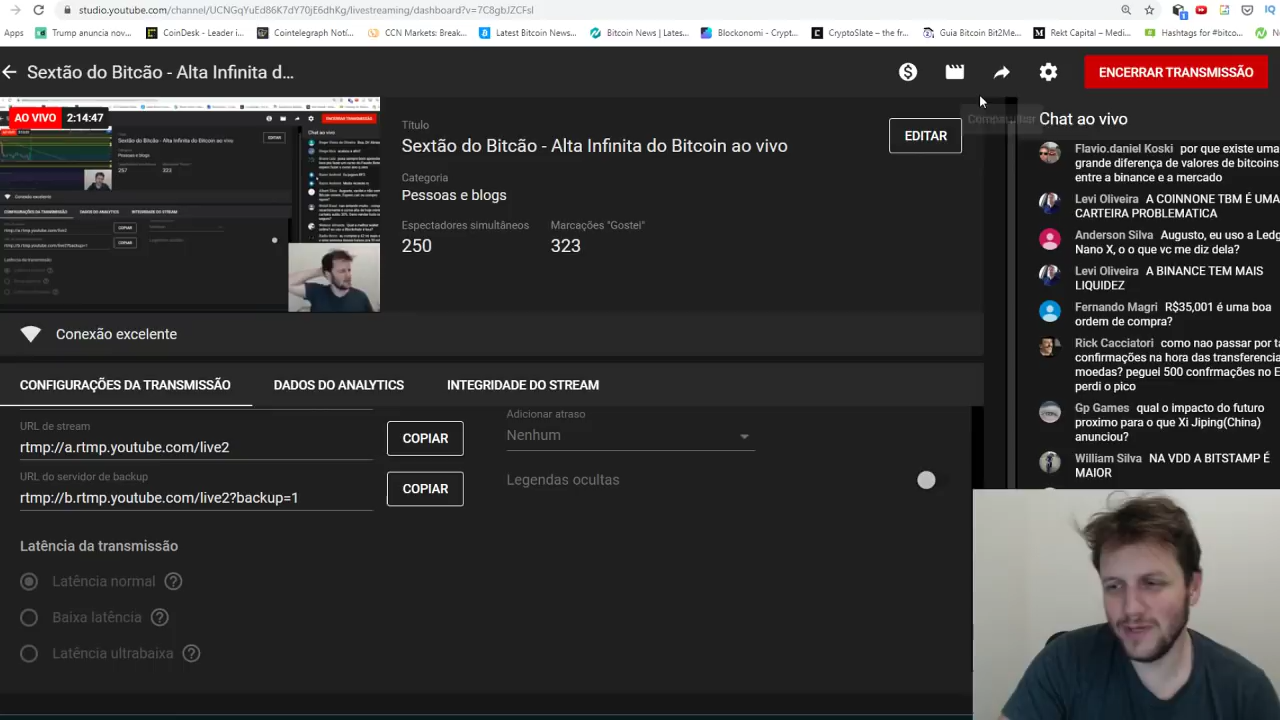 studio.youtube.com/channel/UCNGqYuEd86K7dY70jE6dhKg/livestreaming/dashboard?v=7C8gbJZCFsI
Apps
Trump anuncia nov...
CoinDesk - Leader i...
Cointelegraph Notí...
CCN Markets: Break...
Latest Bitcoin News...
Bitcoin News | Lates...
Blockonomi - Crypto...
CryptoSlate – the fr...
Guia Bitcoin Bit2Me...
Rekt Capital – Medi...
Hashtags for #bitco...
Sextão do Bitcão - Alta Infinita d...
ENCERRAR TRANSMISSÃO
AO VIVO 2:14:47
Título
Sextão do Bitcão - Alta Infinita do Bitcoin ao vivo
EDITAR
Compartilhar
Categoria
Pessoas e blogs
Espectadores simultâneos
Marcações "Gostei"
250
323
Conexão excelente
CONFIGURAÇÕES DA TRANSMISSÃO
DADOS DO ANALYTICS
INTEGRIDADE DO STREAM
URL de stream
rtmp://a.rtmp.youtube.com/live2
COPIAR
URL do servidor de backup
rtmp://b.rtmp.youtube.com/live2?backup=1
COPIAR
Adicionar atraso
Nenhum
Legendas ocultas
Latência da transmissão
Latência normal
Baixa latência
Latência ultrabaixa
Chat ao vivo
Flavio.daniel Koski por que existe uma
grande diferença de valores de bitcoins
entre a binance e a mercado
Levi Oliveira A COINNONE TBM É UMA
CARTEIRA PROBLEMATICA
Anderson Silva Augusto, eu uso a Ledg
Nano X, o o que vc me diz dela?
Levi Oliveira A BINANCE TEM MAIS
LIQUIDEZ
Fernando Magri R$35,001 é uma boa
ordem de compra?
Rick Cacciatori como nao passar por ta
confirmações na hora das transferencia
moedas? peguei 500 confrmações no E
perdi o pico
Gp Games qual o impacto do futuro
proximo para o que Xi Jiping(China)
anunciou?
William Silva NA VDD A BITSTAMP É
MAIOR